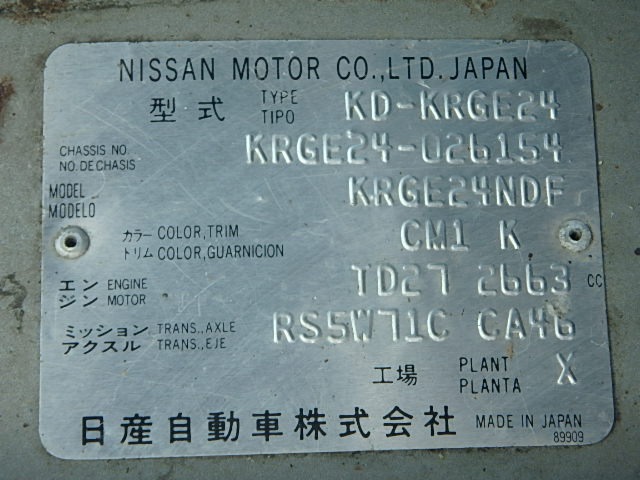 NISSAN MOTOR CO.,LTD. JAPAN
型式 TYPE TIPO KD-KRGE24
CHASSIS NO. NO. DE CHASIS KRGE24-026154
MODEL MODELO KRGE24NDF
カラー COLOR,TRIM CM1 K
トリム COLOR,GUARNICION
エンジン ENGINE MOTOR TD27 2663 CC
ミッション TRANS.,AXLE RS5W71C CA46
アクスル TRANS.,EJE
工場 PLANT PLANTA X
日産自動車株式会社 MADE IN JAPAN
89909